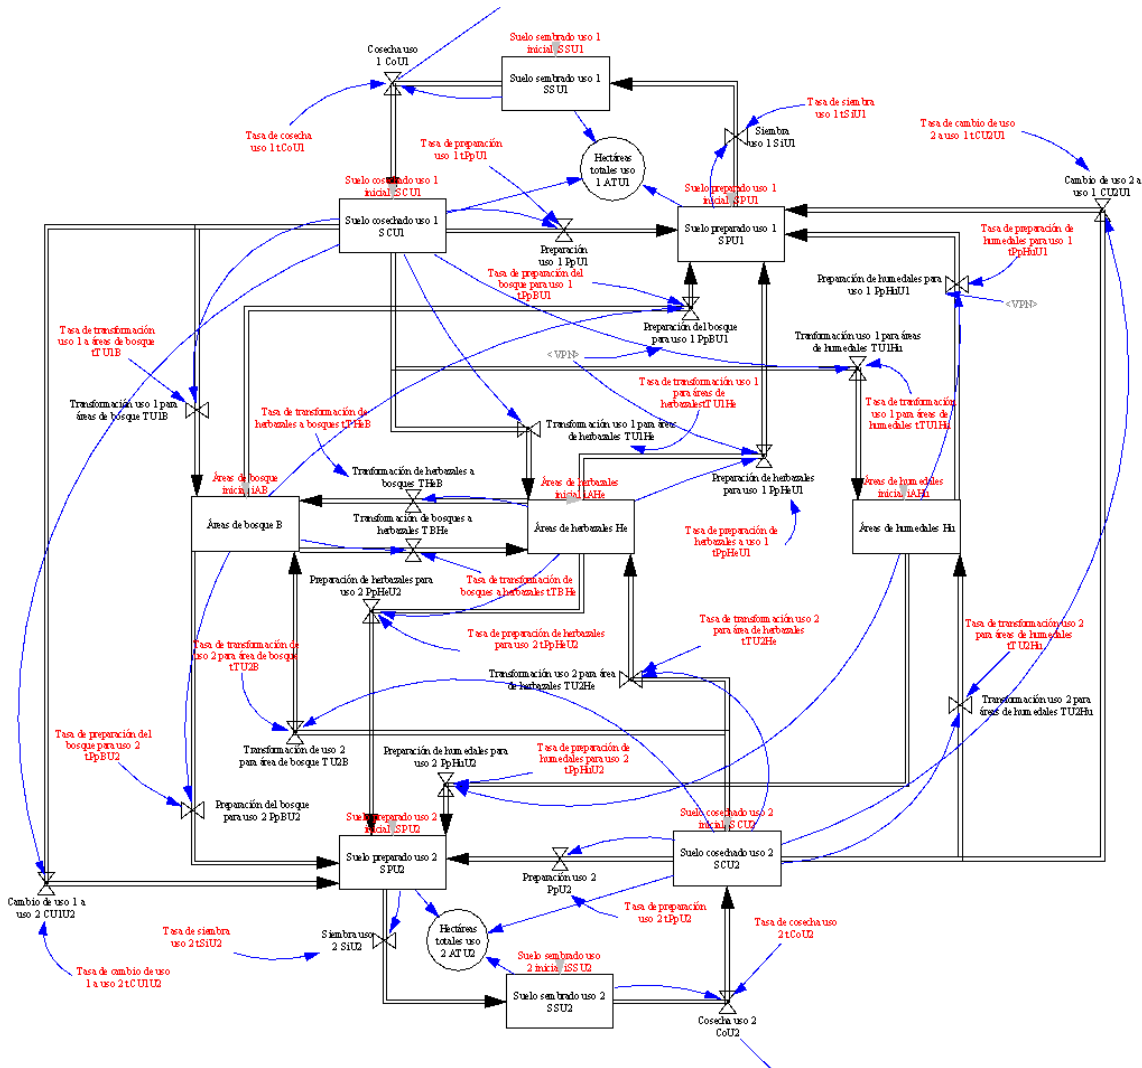 Cosecha uso
1 CoU1
Suelo sembrado uso 1
inicial iSSU1
Suelo sembrado uso 1
SSU1
Tasa de siembra
uso 1 tSiU1
Tasa de cambio de uso
2 a uso 1 tCU2U1
Tasa de cosecha
uso 1 tCoU1
Tasa de preparación
uso 1 tPpU1
Siembra
uso 1 SiU1
Hectáreas
totales uso
1 ATU1
Cambio de uso 2 a
uso 1 CU2U1
Suelo cosechado uso 1
inicial iSCU1
Suelo cosechado uso 1
SCU1
Suelo preparado uso 1
inicial iSPU1
Suelo preparado uso 1
SPU1
Preparación
uso 1 PpU1
Tasa de preparación de
humedales para uso 1
tPpHuU1
Tasa de preparación del
bosque para uso 1
tPpBU1
Preparación de humedales para
uso 1 PpHuU1
<VPN>
Tasa de transformación
uso 1 a áreas de bosque
tTU1B
Preparación del bosque
para uso 1 PpBU1
Tranformación uso 1 para áreas
de humedales TU1Hu
<VPN>
Tasa de transformación uso 1
para áreas de
herbazales tTU1He
Transformación uso 1 para
áreas de bosque TU1B
Tasa de transformación de
herbazales a bosques tTHeB
Tasa de tranformación
uso 1 para áreas de
humedales tTU1Hu
Transformación uso 1 para
áreas de herbazales TU1He
Áreas de bosque
inicial iAB
Áreas de bosque B
Tranformación de herbazales a
bosques THeB
Áreas de herbazales
inicial iAHe
Áreas de herbazales He
Preparación de herbazales
para uso 1 PpHeU1
Áreas de humedales
inicial iAHu
Áreas de humedales Hu
Transformación de bosques a
herbazales TBHe
Tasa de preparación de
herbazales a uso 1
tPpHeU1
Preparación de herbazales para
uso 2 PpHeU2
Tasa de transformación de
bosques a herbazales tTBHe
Tasa de transformación de
uso 2 para área de bosque
tTU2B
Tasa de preparación de herbazales
para uso 2 tPpHeU2
Tasa de transformación uso 2
para área de herbazales
tTU2He
Tasa de transformación uso 2
para áreas de humedales
tTU2Hu
Transformación uso 2 para área
de herbazales TU2He
Transformación uso 2 para
áreas de humedales TU2Hu
Tasa de preparación del
bosque para uso 2
tPpBU2
Transformación de uso 2
para área de bosque TU2B
Preparación de humedales para
uso 2 PpHuU2
Tasa de preparación de
humedales para uso 2
tPpHuU2
Preparación del bosque
para uso 2 PpBU2
Suelo preparado uso 2
inicial iSPU2
Suelo preparado uso 2
SPU2
Suelo cosechado uso 2
inicial iSCU2
Suelo cosechado uso 2
SCU2
Preparación uso 2
PpU2
Cambio de uso 1 a
uso 2 CU1U2
Tasa de siembra
uso 2 tSiU2
Siembra uso
2 SiU2
Hectáreas
totales uso
2 ATU2
Tasa de preparación
uso 2 tPpU2
Tasa de cosecha uso
2 tCoU2
Tasa de cambio de uso
1 a uso 2 tCU1U2
Suelo sembrado uso
2 inicial iSSU2
Suelo sembrado uso 2
SSU2
Cosecha uso 2
CoU2